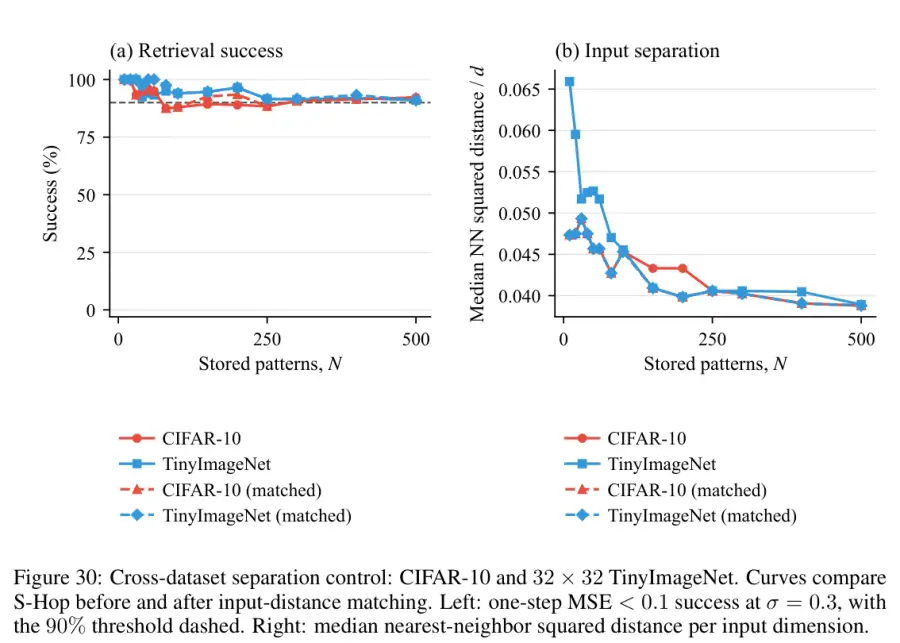 (a) Retrieval success
100
75
50
25
0
Success (%)
0
250
500
Stored patterns, N
(b) Input separation
0.065
0.060
0.055
0.050
0.045
0.040
Median NN squared distance / d
0
250
500
Stored patterns, N
CIFAR-10
TinyImageNet
CIFAR-10 (matched)
TinyImageNet (matched)
CIFAR-10
TinyImageNet
CIFAR-10 (matched)
TinyImageNet (matched)
Figure 30: Cross-dataset separation control: CIFAR-10 and 32 × 32 TinyImageNet. Curves compare
S-Hop before and after input-distance matching. Left: one-step MSE < 0.1 success at σ = 0.3, with
the 90% threshold dashed. Right: median nearest-neighbor squared distance per input dimension.